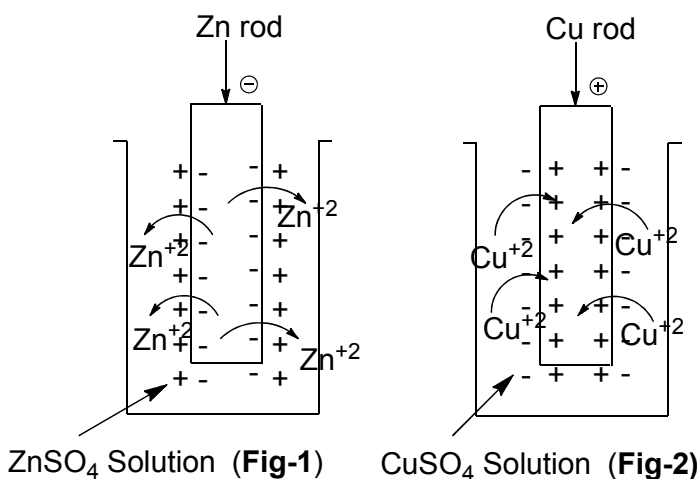 Zn rod Cu rod
⊖ ⊕
Zn⁺² Cu⁺²
Zn⁺² Cu⁺²
Zn⁺² Cu⁺²
Zn⁺² Cu⁺²
ZnSO₄ Solution (Fig-1) CuSO₄ Solution (Fig-2)